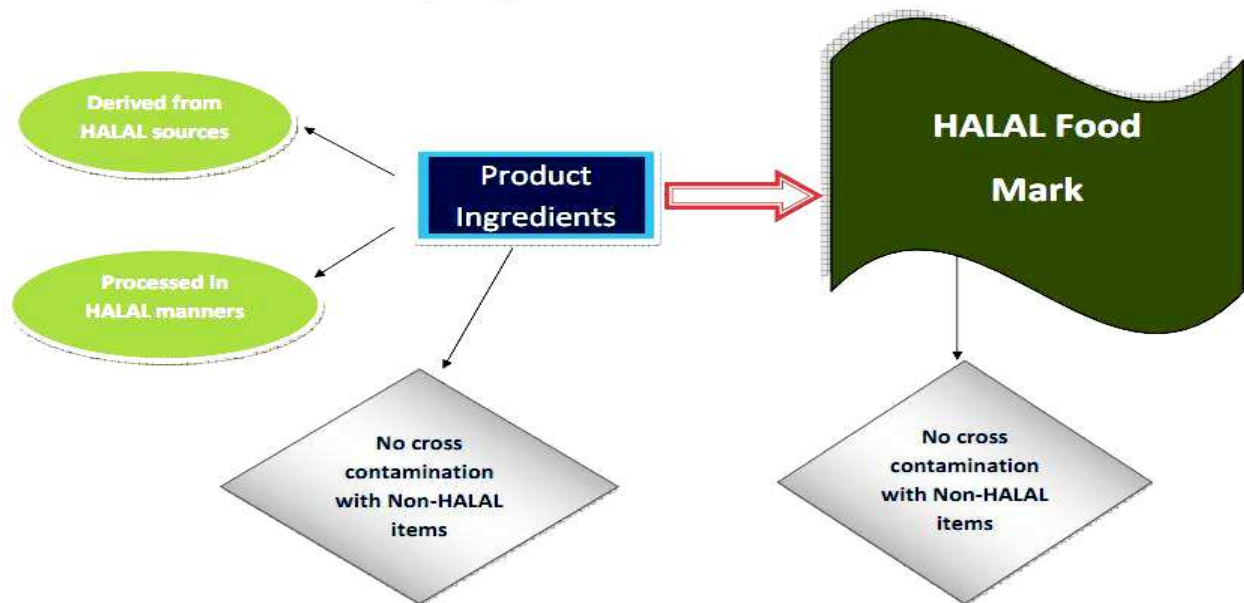 Derived from
HALAL sources
Product
Ingredients
HALAL Food
Mark
Processed in
HALAL manners
No cross
contamination
with Non-HALAL
items
No cross
contamination
with Non-HALAL
items